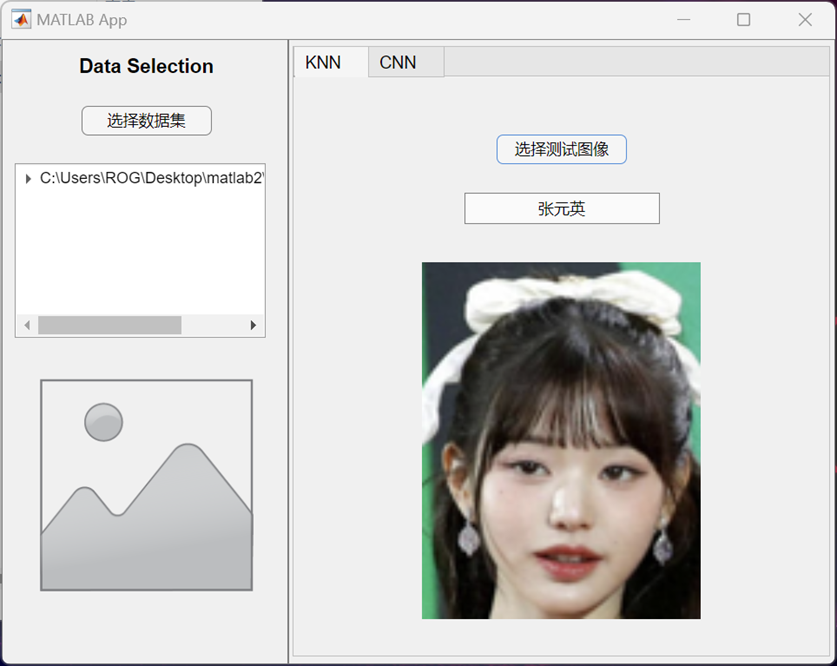 MATLAB App
Data Selection
选择数据集
C:\Users\ROG\Desktop\matlab2\
KNN
CNN
选择测试图像
张元英